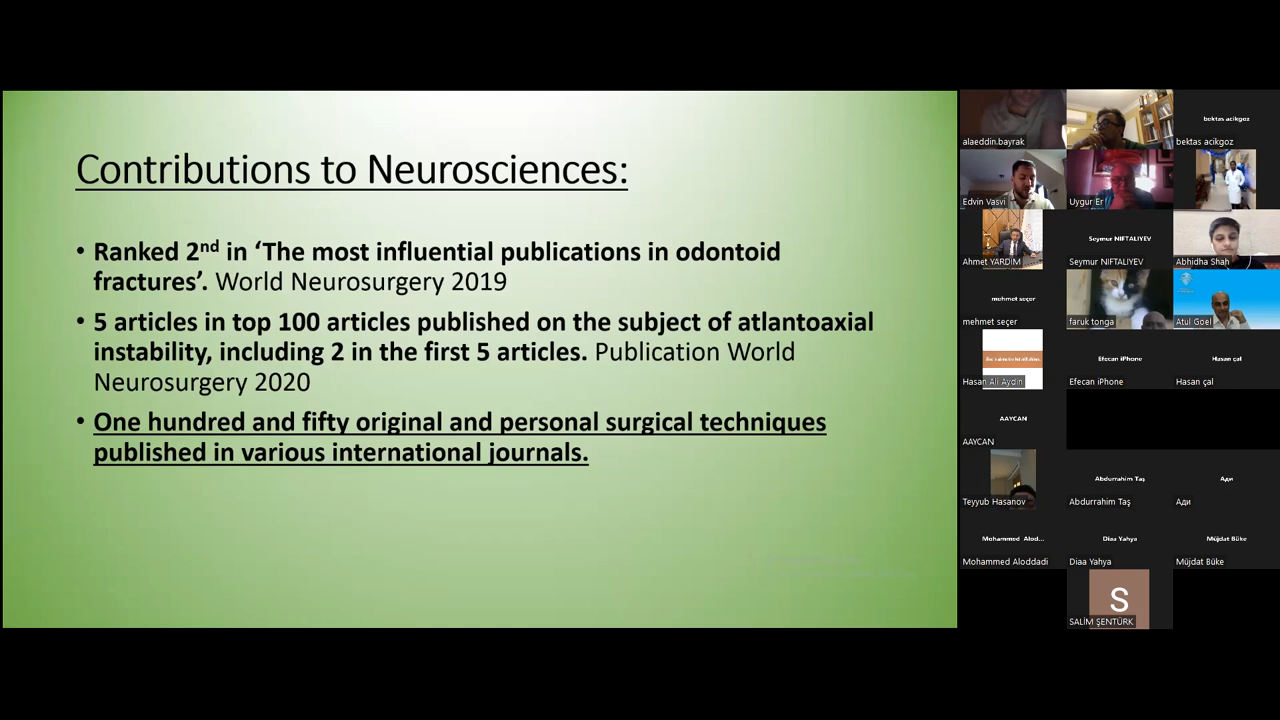 Contributions to Neurosciences:
• Ranked 2nd in ‘The most influential publications in odontoid
fractures’. World Neurosurgery 2019
• 5 articles in top 100 articles published on the subject of atlantoaxial
instability, including 2 in the first 5 articles. Publication World
Neurosurgery 2020
• One hundred and fifty original and personal surgical techniques
published in various international journals.
alaeddin.bayrak
bektas acikgoz
bektas acikgoz
Edvin Vasvi
Uygur Er
Ahmet YARDIM
Seymur NIFTALIYEV
Seymur NIFTALIYEV
Abhidha Shah
mehmet seçer
mehmet seçer
faruk tonga
Atul Goel
Hasan Ali Aydin
Efecan iPhone
Efecan iPhone
Hasan çal
Hasan çal
AAYCAN
AAYCAN
Teyyub Hasanov
Abdurrahim Taş
Abdurrahim Taş
Ади
Ади
Mohammed Alod...
Mohammed Aloddadi
Diaa Yahya
Diaa Yahya
Müjdat Büke
Müjdat Büke
S
SALİM ŞENTÜRK